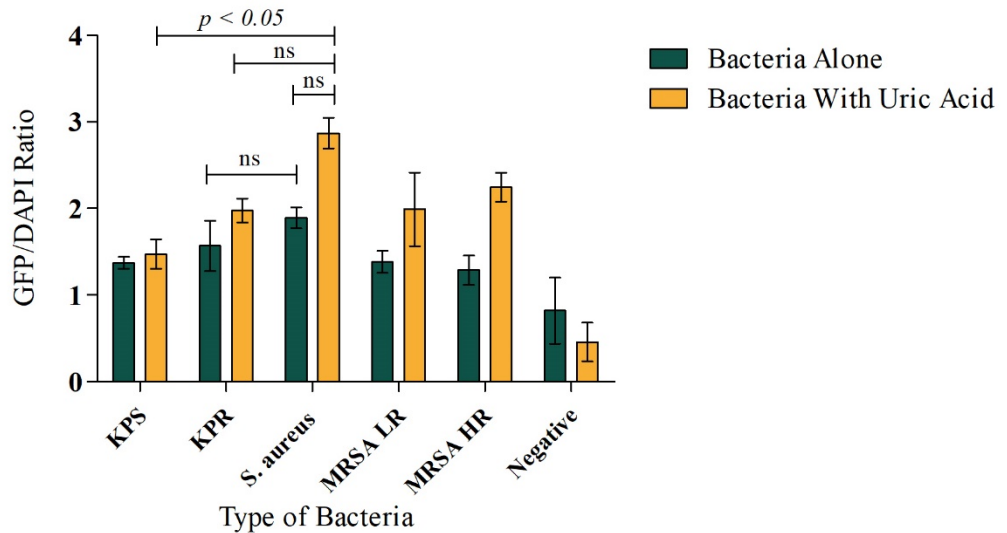 p < 0.05
ns
ns
ns
4
3
2
1
0
GFP/DAPI Ratio
KPS
KPR
S. aureus
MRSA LR
MRSA HR
Negative
Type of Bacteria
Bacteria Alone
Bacteria With Uric Acid